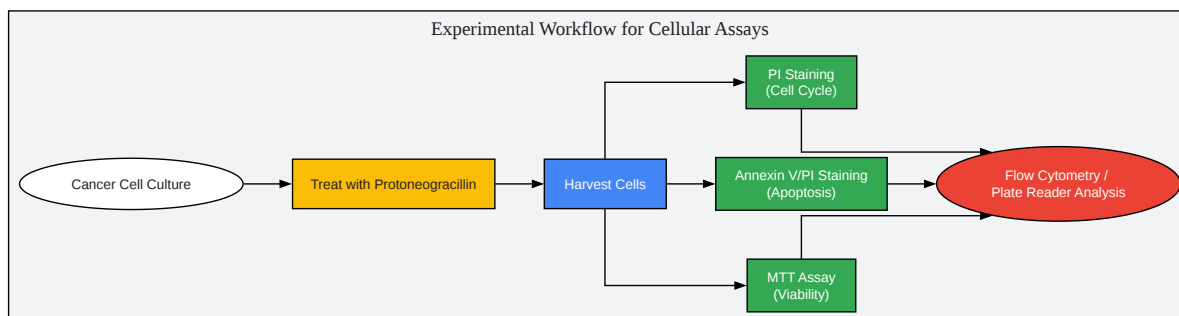 Experimental Workflow for Cellular Assays
PI Staining
(Cell Cycle)
Cancer Cell Culture
Treat with Protoneogracillin
Harvest Cells
Annexin V/PI Staining
(Apoptosis)
Flow Cytometry /
Plate Reader Analysis
MTT Assay
(Viability)